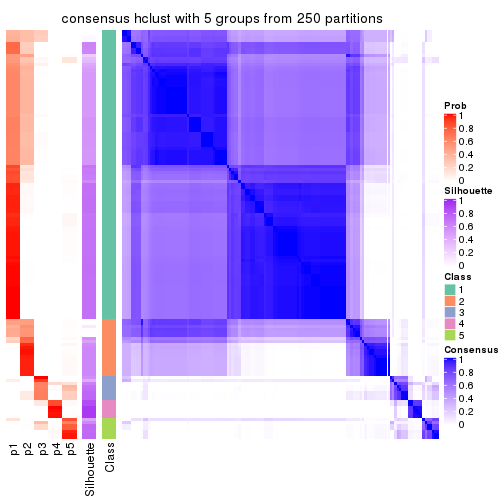 consensus hclust with 5 groups from 250 partitions
Prob
1
0.8
0.6
0.4
0.2
0
Silhouette
1
0.8
0.6
0.4
0.2
0
Class
1
2
3
4
5
Consensus
1
0.8
0.6
0.4
0.2
0
p1
p2
p3
p4
p5
Silhouette
Class